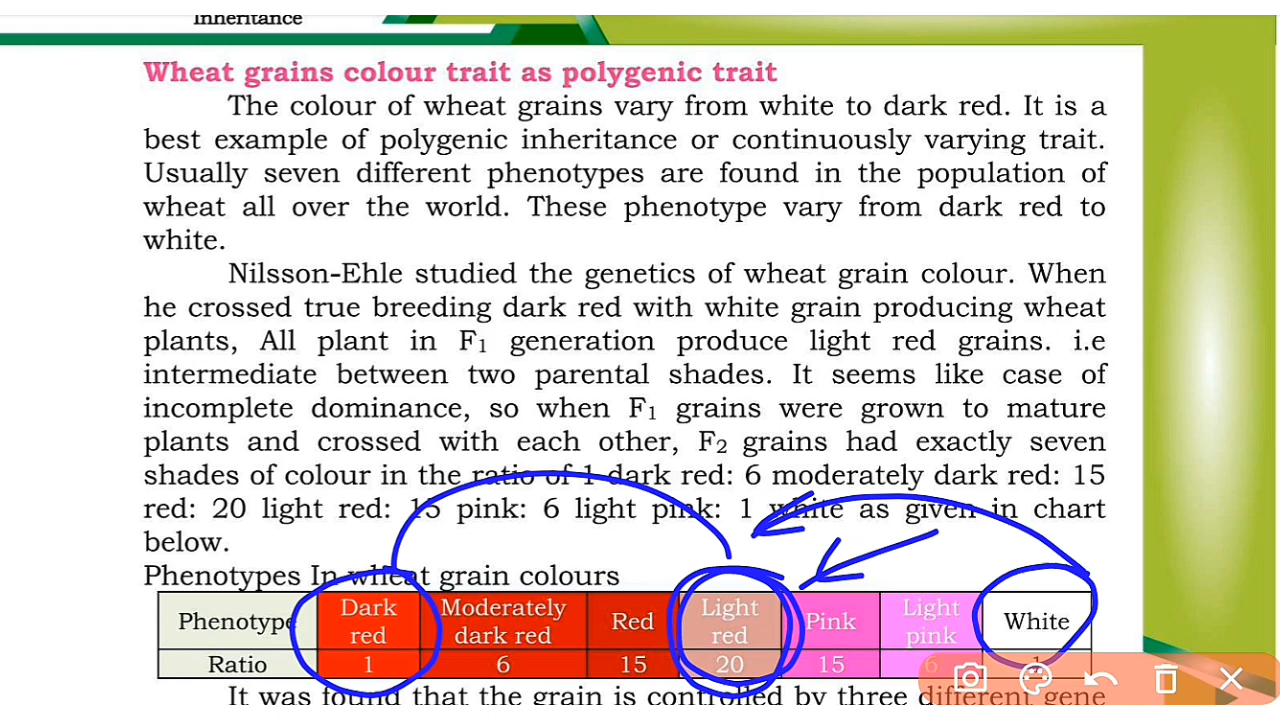 Inheritance
Wheat grains colour trait as polygenic trait
The colour of wheat grains vary from white to dark red. It is a
best example of polygenic inheritance or continuously varying trait.
Usually seven different phenotypes are found in the population of
wheat all over the world. These phenotype vary from dark red to
white.
Nilsson-Ehle studied the genetics of wheat grain colour. When
he crossed true breeding dark red with white grain producing wheat
plants, All plant in F₁ generation produce light red grains. i.e
intermediate between two parental shades. It seems like case of
incomplete dominance, so when F₁ grains were grown to mature
plants and crossed with each other, F₂ grains had exactly seven
shades of colour in the ratio of 1 dark red: 6 moderately dark red: 15
red: 20 light red: 15 pink: 6 light pink: 1 white as given in chart
below.
Phenotypes In wheat grain colours
Phenotype Dark red Moderately dark red Red Light red Pink Light pink White
Ratio 1 6 15 20 15 6 1
It was found that the grain is controlled by three different gene